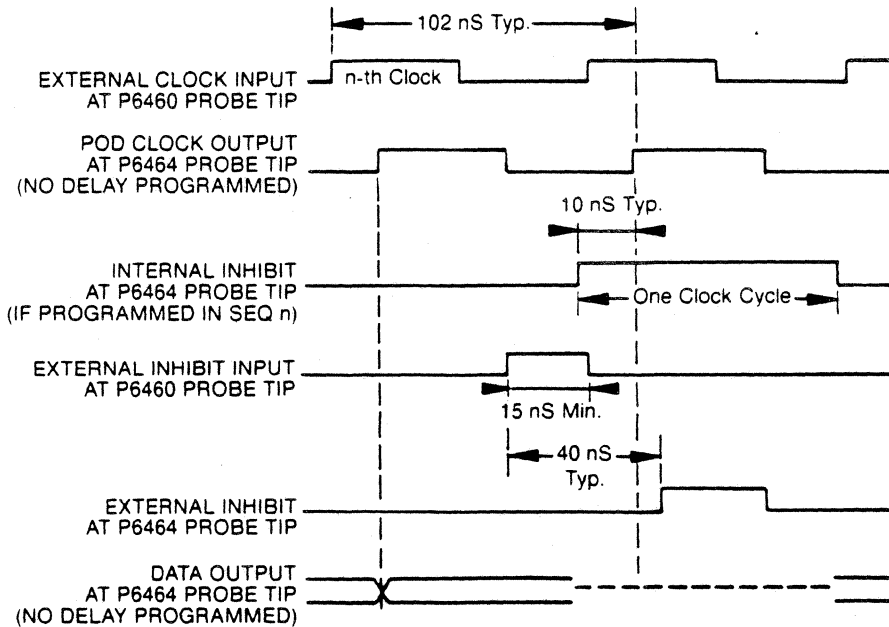 102 nS Typ.
EXTERNAL CLOCK INPUT
AT P6460 PROBE TIP
n-th Clock
POD CLOCK OUTPUT
AT P6464 PROBE TIP
(NO DELAY PROGRAMMED)
10 nS Typ.
INTERNAL INHIBIT
AT P6464 PROBE TIP
(IF PROGRAMMED IN SEQ n)
One Clock Cycle
EXTERNAL INHIBIT INPUT
AT P6460 PROBE TIP
15 nS Min.
40 nS
Typ.
EXTERNAL INHIBIT
AT P6464 PROBE TIP
DATA OUTPUT
AT P6464 PROBE TIP
(NO DELAY PROGRAMMED)